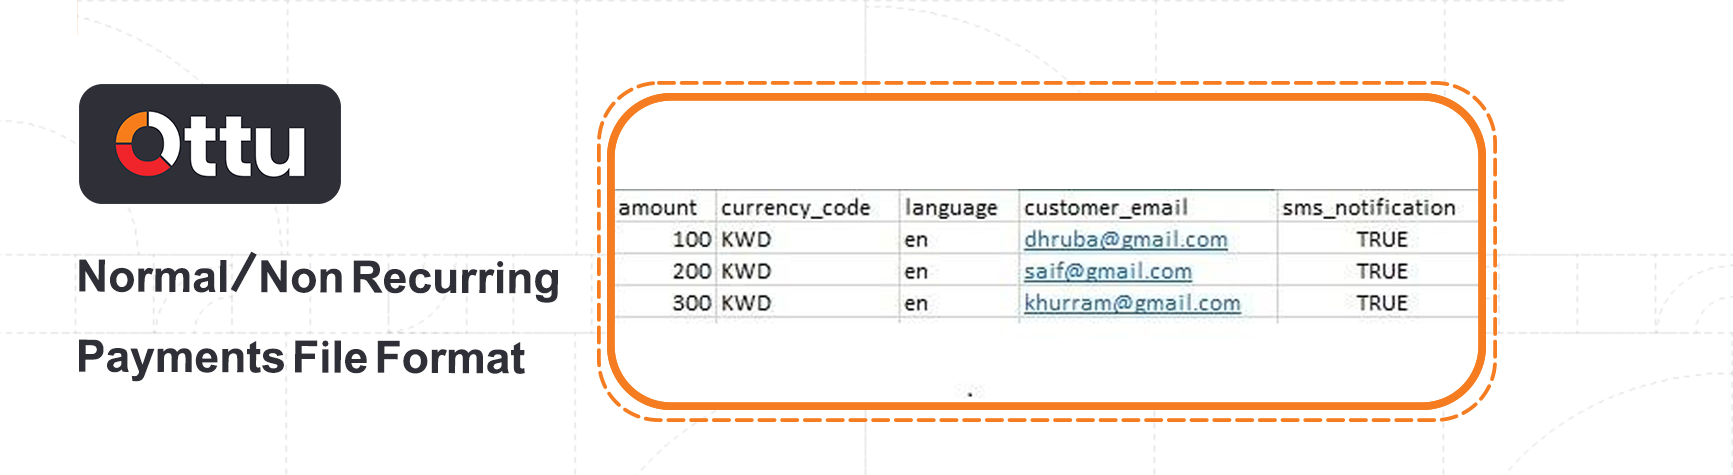 Ottu
Normal/Non Recurring
Payments File Format
amount currency_code language customer_email sms_notification
100 KWD en dhruba@gmail.com TRUE
200 KWD en saif@gmail.com TRUE
300 KWD en khurram@gmail.com TRUE